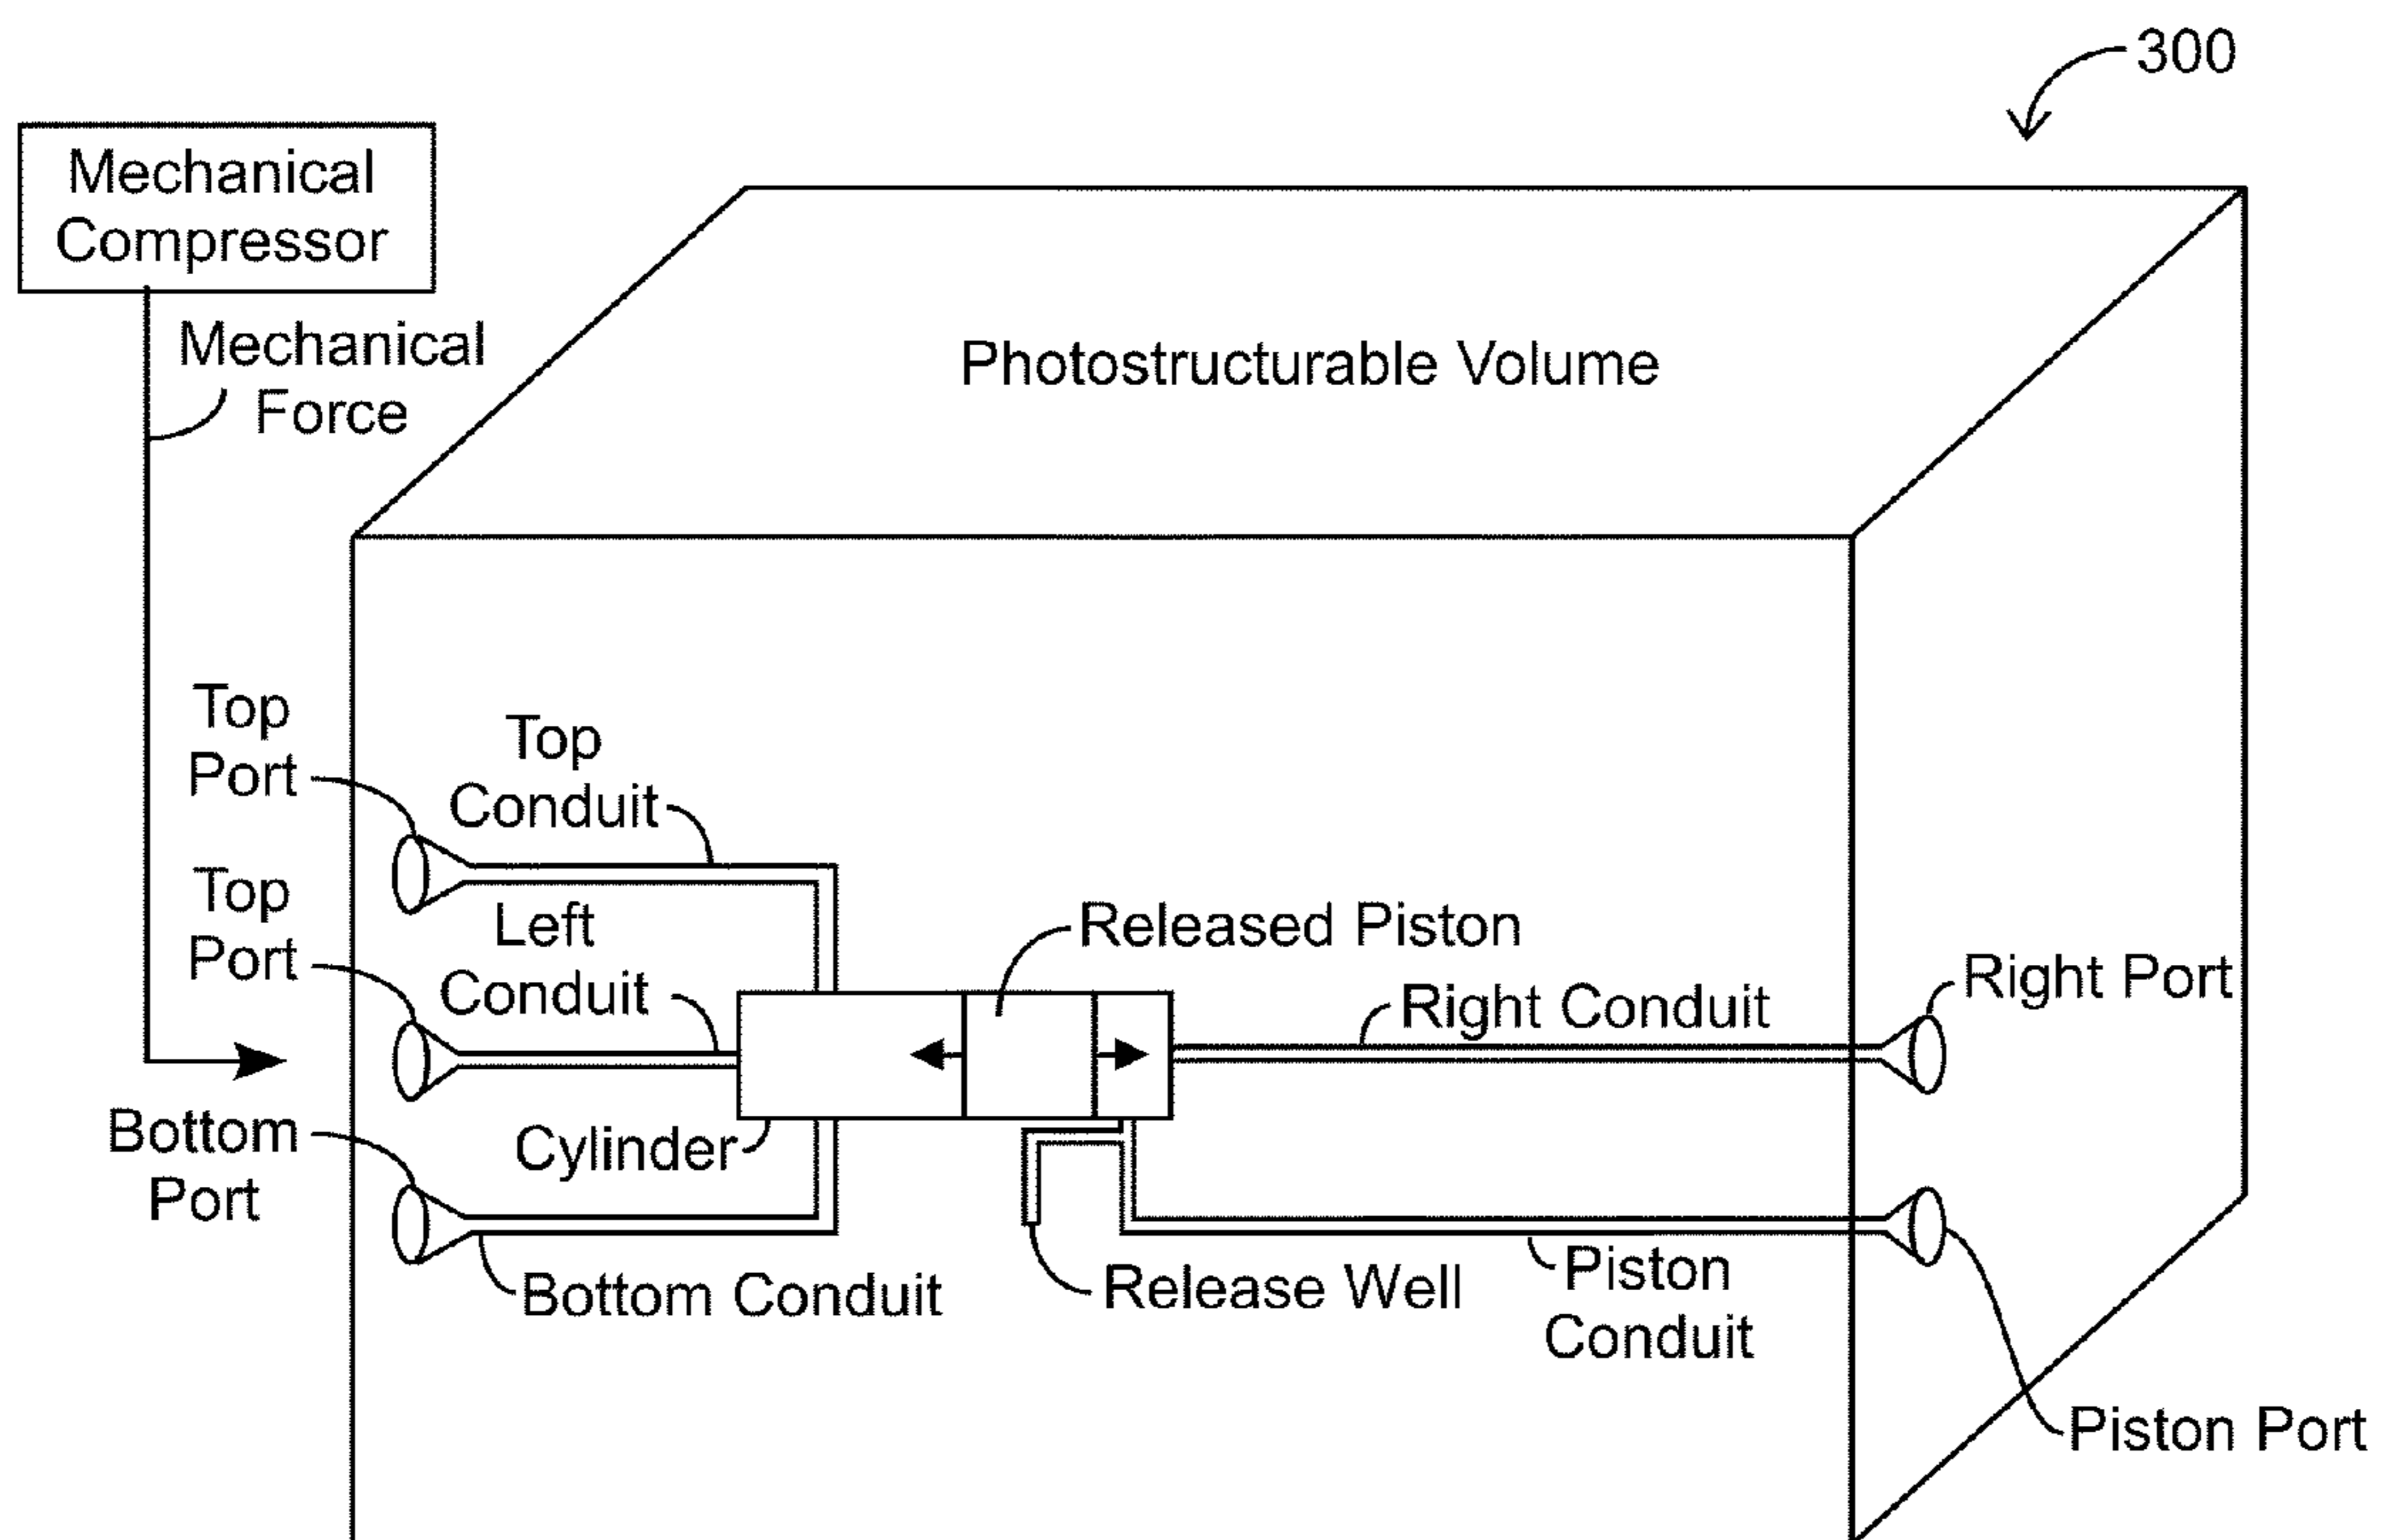 300
Mechanical
Compressor
Mechanical
Force
Photostructurable Volume
Top
Port
Top
Conduit
Top
Port
Left
Conduit
Released Piston
Right Conduit
Right Port
Bottom
Port
Cylinder
Bottom Conduit
Release Well
Piston
Conduit
Piston Port